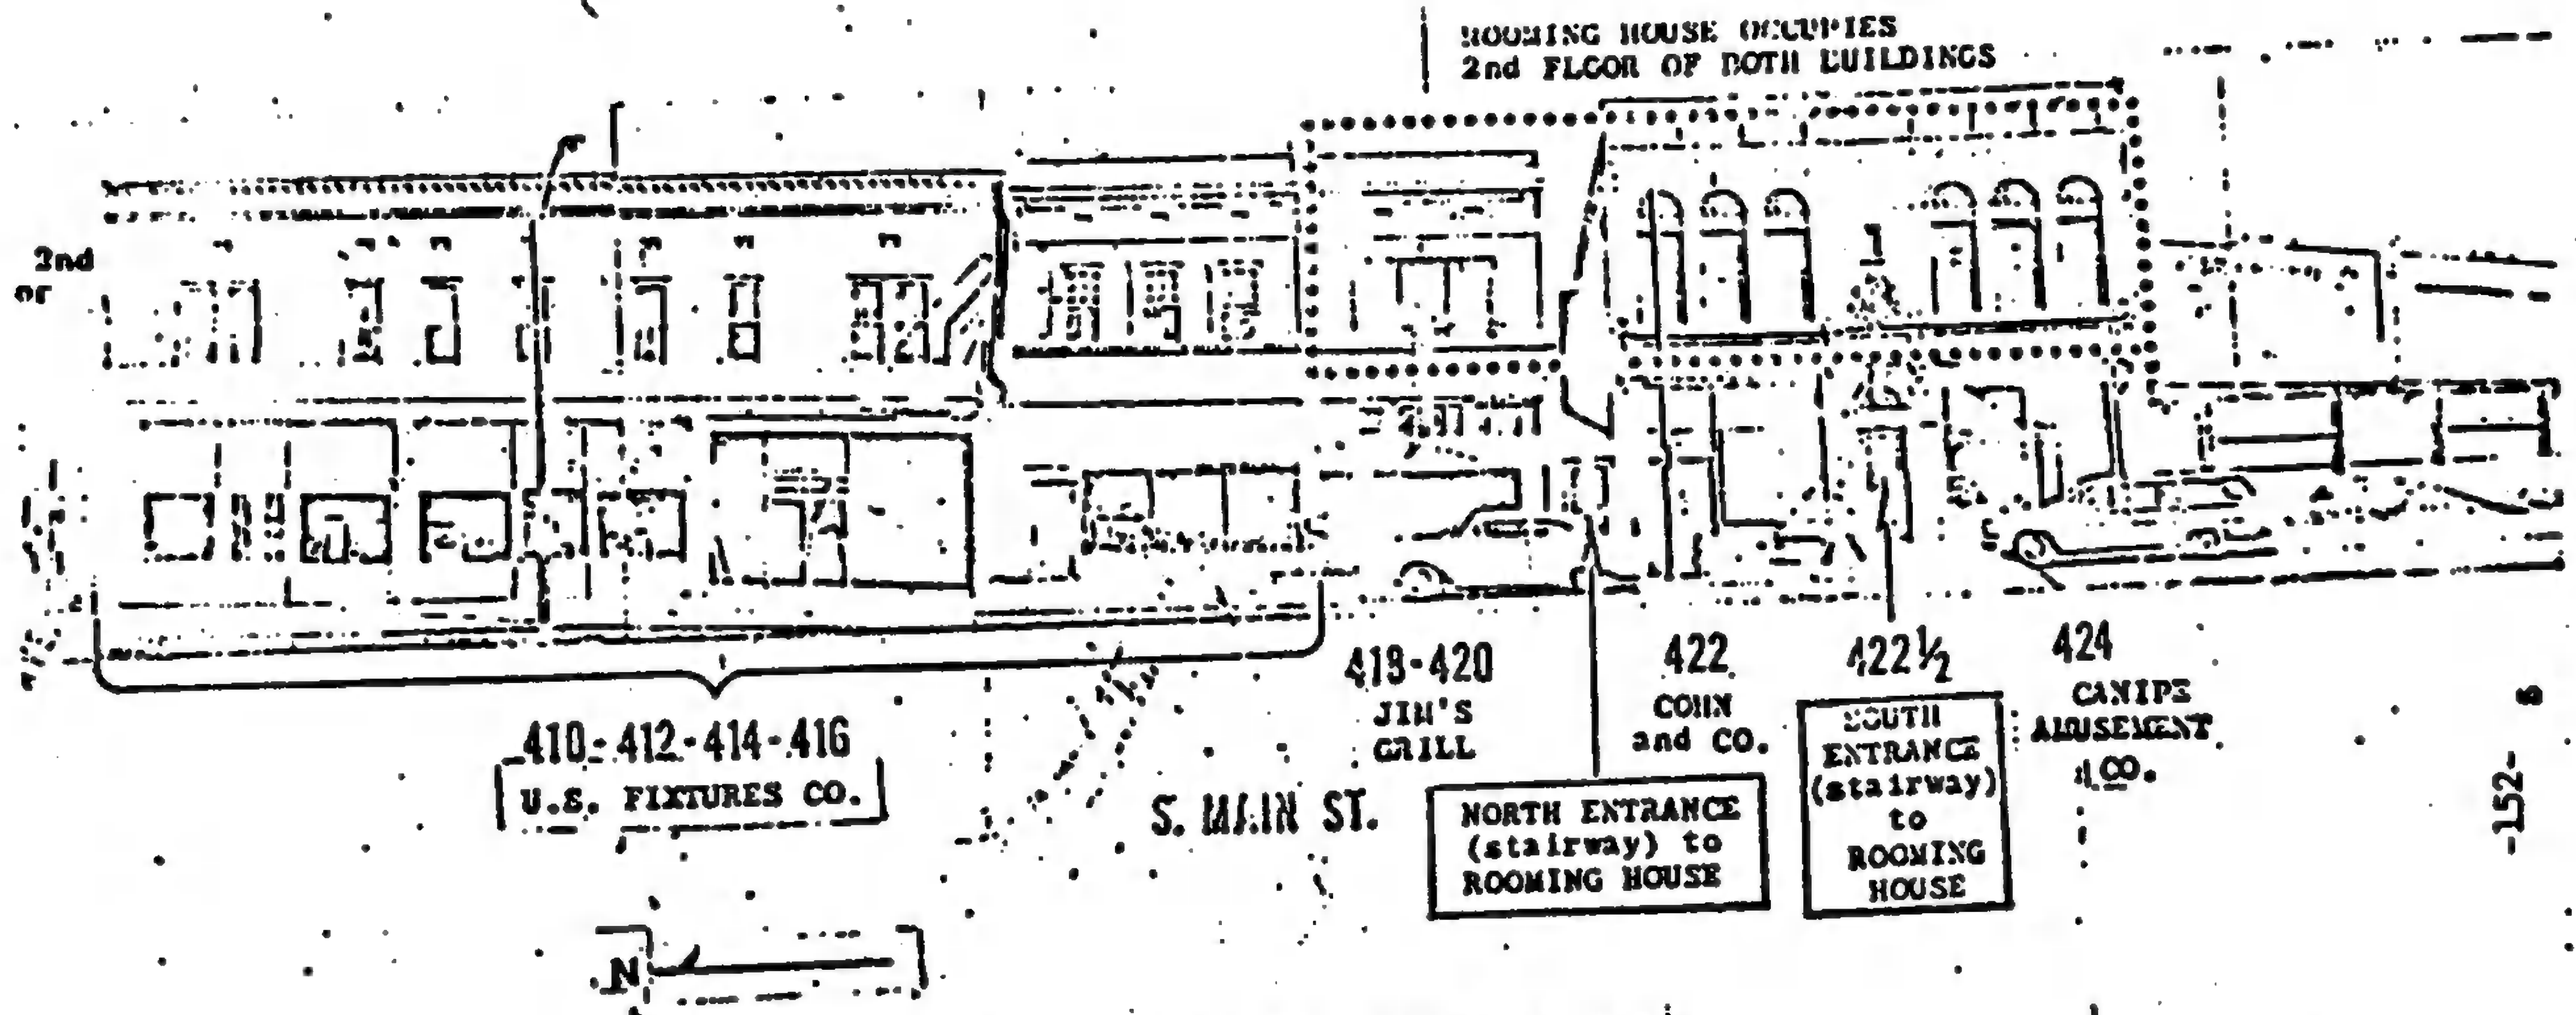 ROOMING HOUSE OCCUPIES
2nd FLOOR OF BOTH BUILDINGS
2nd
or
418-420
JIM'S
GRILL
422
COHN
and CO.
422½
SOUTH
ENTRANCE
(stairway)
to
ROOMING
HOUSE
424
CANIPE
AMUSEMENT
CO.
410-412-414-416
U.S. FIXTURES CO.
S. MAIN ST.
NORTH ENTRANCE
(stairway) to
ROOMING HOUSE
N
-152-